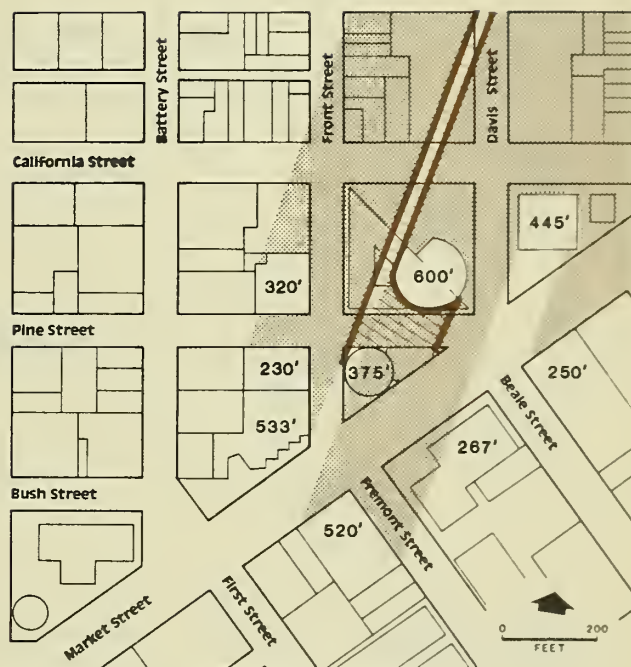 Battery Street
Front Street
Davis Street
California Street
445'
600'
320'
Pine Street
230'
375'
250'
Beale Street
533'
267'
Bush Street
520'
Fremont Street
First Street
Market Street
0 200
FEET